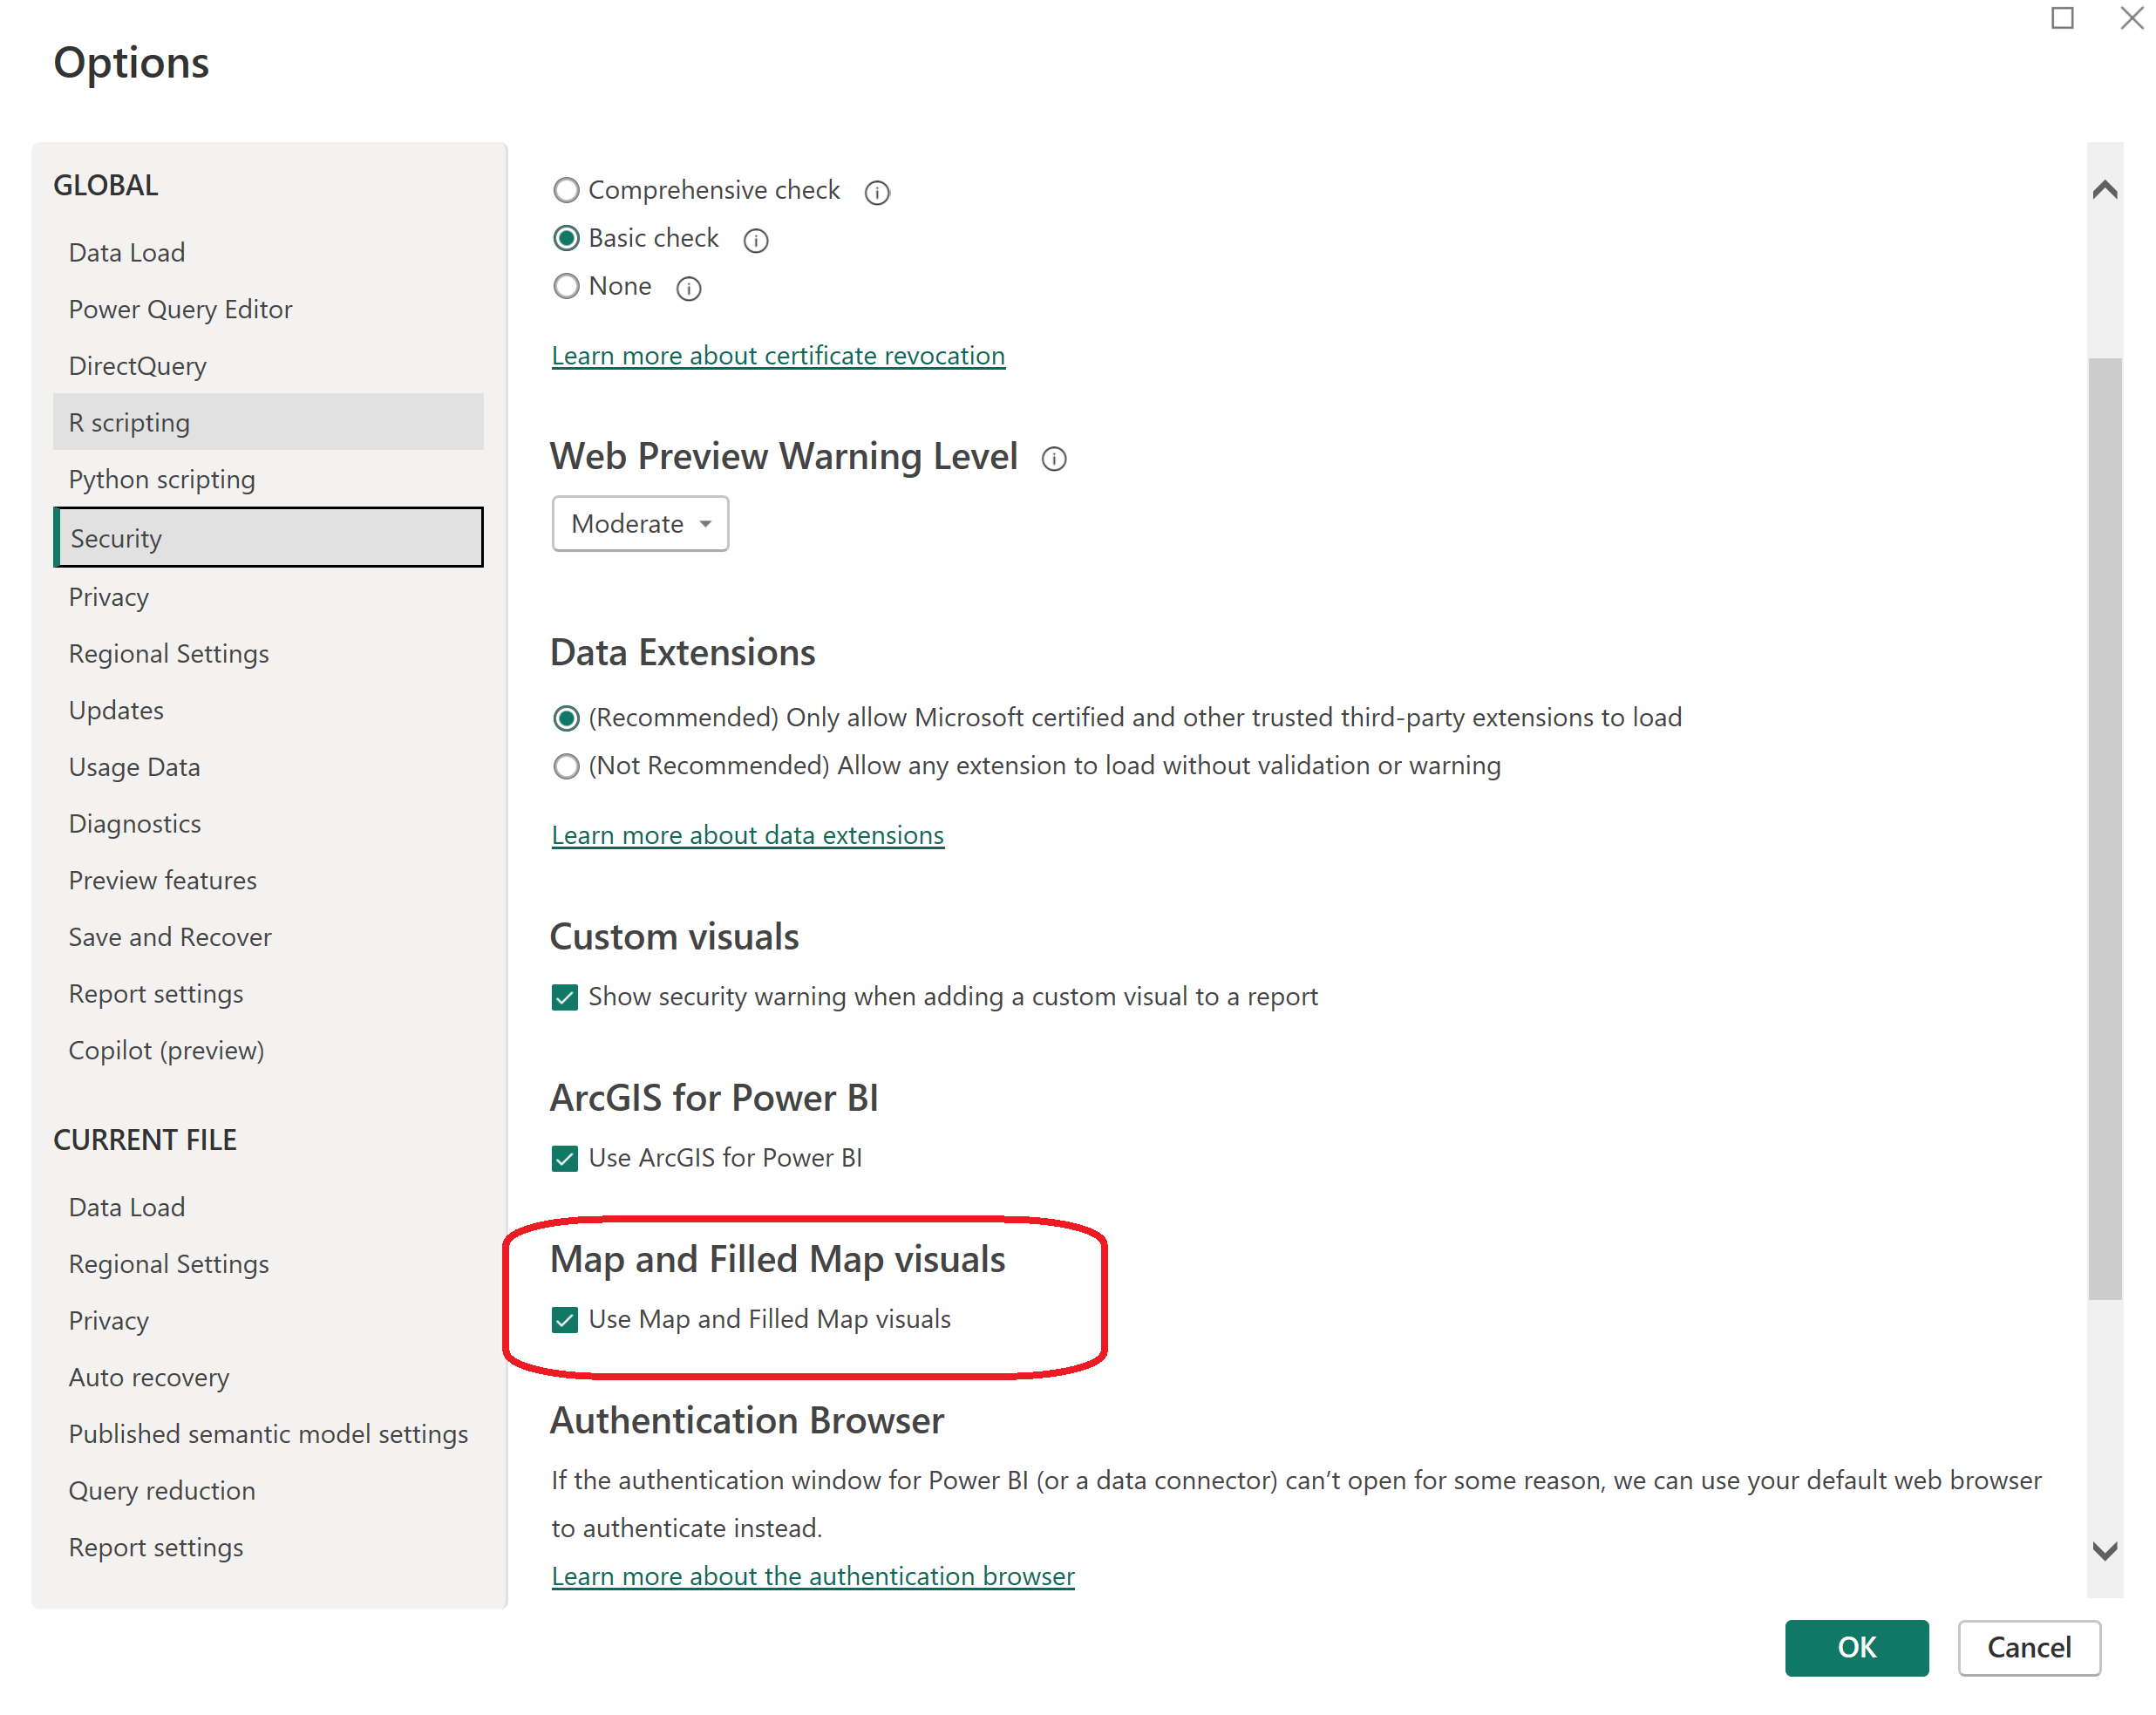 Options
GLOBAL
Data Load
Power Query Editor
DirectQuery
R scripting
Python scripting
Security
Privacy
Regional Settings
Updates
Usage Data
Diagnostics
Preview features
Save and Recover
Report settings
Copilot (preview)
CURRENT FILE
Data Load
Regional Settings
Privacy
Auto recovery
Published semantic model settings
Query reduction
Report settings
Comprehensive check
Basic check
None
Learn more about certificate revocation
Web Preview Warning Level
Moderate
Data Extensions
(Recommended) Only allow Microsoft certified and other trusted third-party extensions to load
(Not Recommended) Allow any extension to load without validation or warning
Learn more about data extensions
Custom visuals
Show security warning when adding a custom visual to a report
ArcGIS for Power BI
Use ArcGIS for Power BI
Map and Filled Map visuals
Use Map and Filled Map visuals
Authentication Browser
If the authentication window for Power BI (or a data connector) can’t open for some reason, we can use your default web browser
to authenticate instead.
Learn more about the authentication browser
OK
Cancel